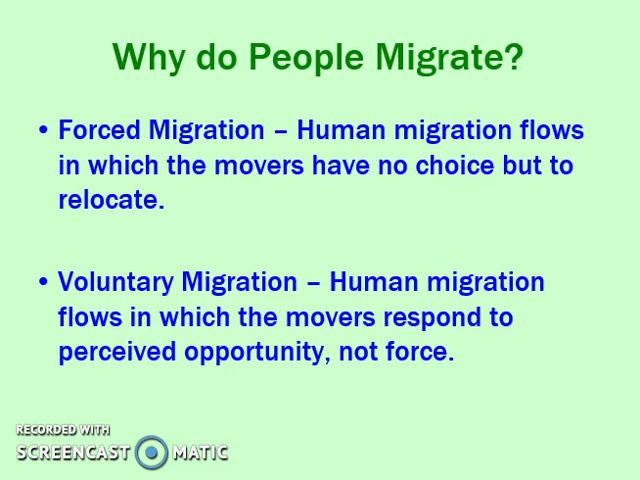 Why do People Migrate?
• Forced Migration – Human migration flows
in which the movers have no choice but to
relocate.
• Voluntary Migration – Human migration
flows in which the movers respond to
perceived opportunity, not force.
RECORDED WITH
SCREENCAST MATIC